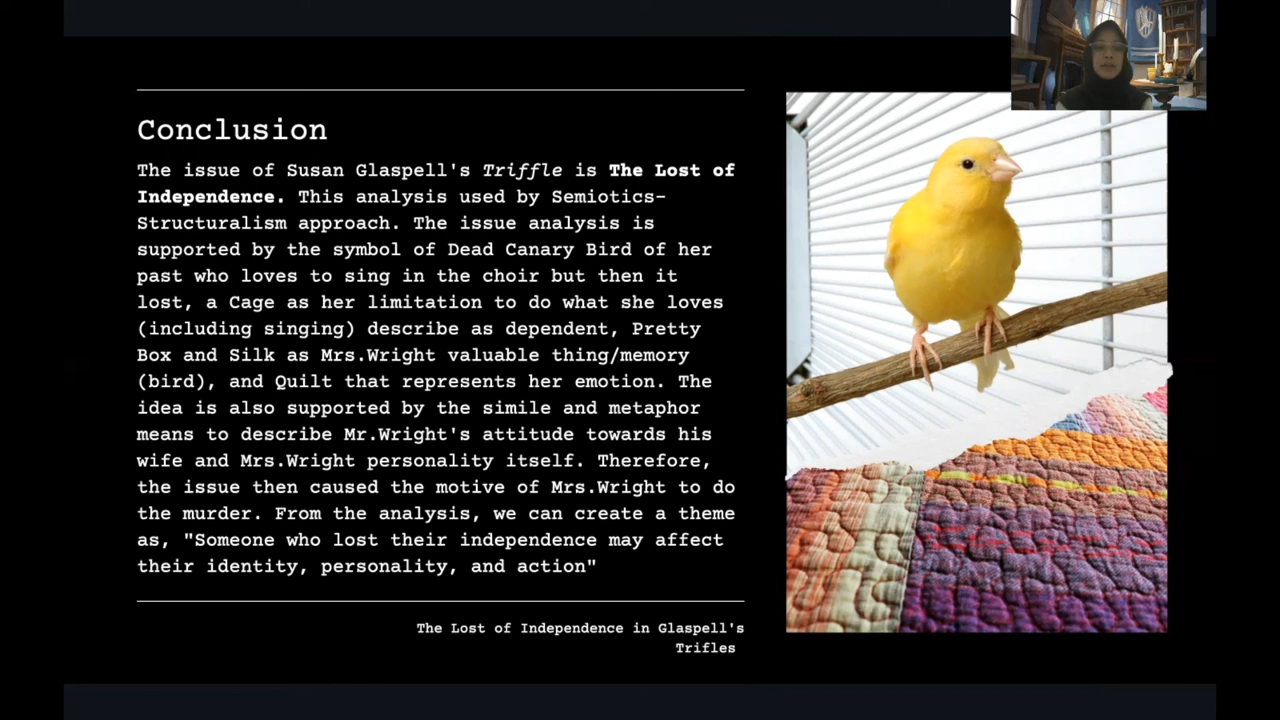 Conclusion
The issue of Susan Glaspell's Triffle is The Lost of
Independence. This analysis used by Semiotics-
Structuralism approach. The issue analysis is
supported by the symbol of Dead Canary Bird of her
past who loves to sing in the choir but then it
lost, a Cage as her limitation to do what she loves
(including singing) describe as dependent, Pretty
Box and Silk as Mrs.Wright valuable thing/memory
(bird), and Quilt that represents her emotion. The
idea is also supported by the simile and metaphor
means to describe Mr.Wright's attitude towards his
wife and Mrs.Wright personality itself. Therefore,
the issue then caused the motive of Mrs.Wright to do
the murder. From the analysis, we can create a theme
as, "Someone who lost their independence may affect
their identity, personality, and action"
The Lost of Independence in Glaspell's
Trifles